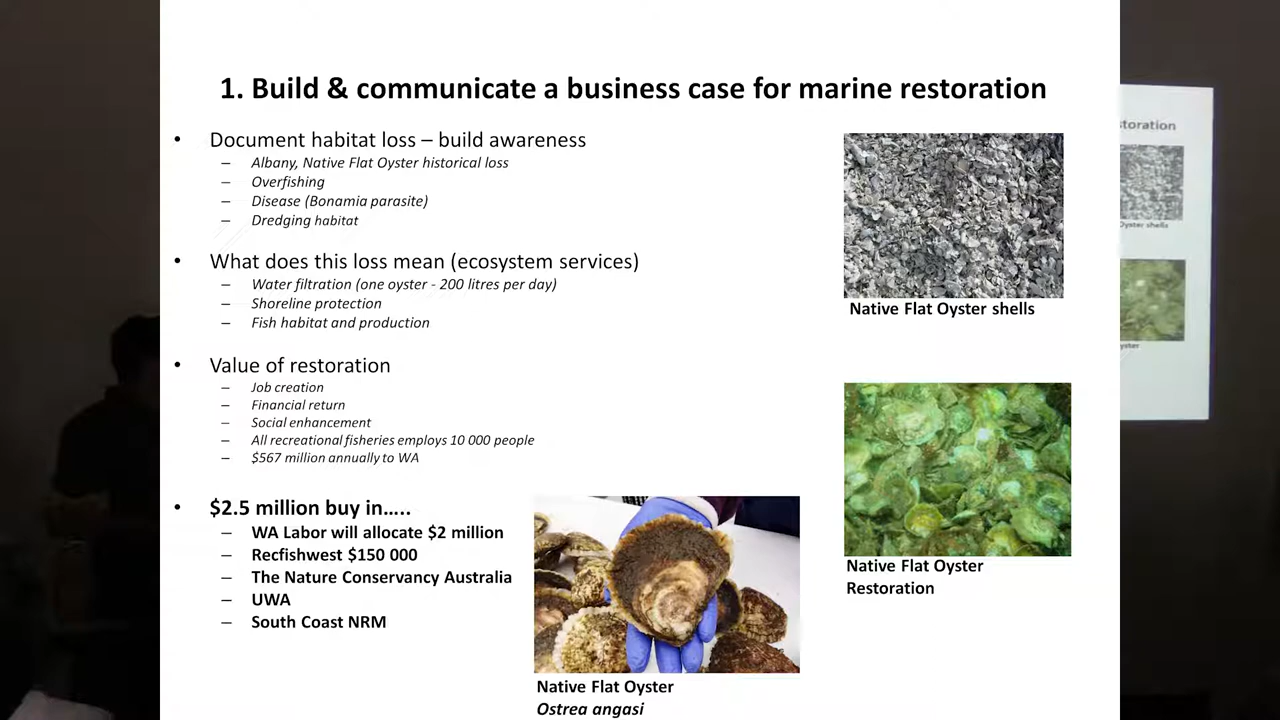 1. Build & communicate a business case for marine restoration
• Document habitat loss – build awareness
– Albany, Native Flat Oyster historical loss
– Overfishing
– Disease (Bonamia parasite)
– Dredging habitat
• What does this loss mean (ecosystem services)
– Water filtration (one oyster - 200 litres per day)
– Shoreline protection
– Fish habitat and production
• Value of restoration
– Job creation
– Financial return
– Social enhancement
– All recreational fisheries employs 10 000 people
– $567 million annually to WA
• $2.5 million buy in…..
– WA Labor will allocate $2 million
– Recfishwest $150 000
– The Nature Conservancy Australia
– UWA
– South Coast NRM
Native Flat Oyster shells
Native Flat Oyster
Restoration
Native Flat Oyster
Ostrea angasi
storation
Oyster shells
yster